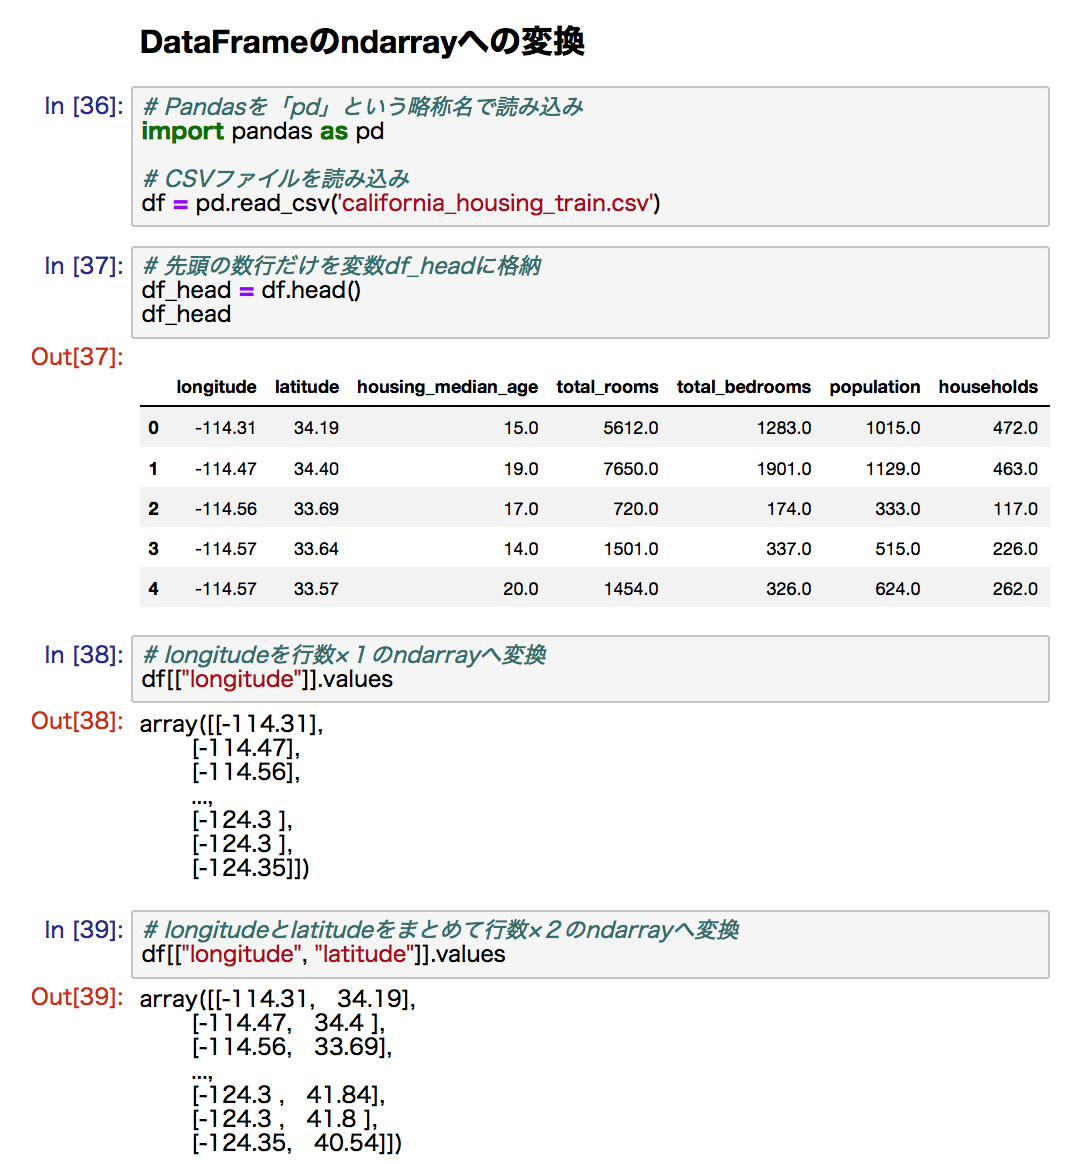 DataFrameのndarrayへの変換
In [36]:
# Pandasを「pd」という略称名で読み込み
import pandas as pd
# CSVファイルを読み込み
df = pd.read_csv('california_housing_train.csv')
In [37]:
# 先頭の数行だけを変数df_headに格納
df_head = df.head()
df_head
Out[37]:
longitude latitude housing_median_age total_rooms total_bedrooms population households
0 -114.31 34.19 15.0 5612.0 1283.0 1015.0 472.0
1 -114.47 34.40 19.0 7650.0 1901.0 1129.0 463.0
2 -114.56 33.69 17.0 720.0 174.0 333.0 117.0
3 -114.57 33.64 14.0 1501.0 337.0 515.0 226.0
4 -114.57 33.57 20.0 1454.0 326.0 624.0 262.0
In [38]:
# longitudeを行数×１のndarrayへ変換
df[["longitude"]].values
Out[38]:
array([[-114.31],
[-114.47],
[-114.56],
...,
[-124.3 ],
[-124.3 ],
[-124.35]])
In [39]:
# longitudeとlatitudeをまとめて行数×２のndarrayへ変換
df[["longitude", "latitude"]].values
Out[39]:
array([[-114.31,   34.19],
[-114.47,   34.4 ],
[-114.56,   33.69],
...,
[-124.3 ,   41.84],
[-124.3 ,   41.8 ],
[-124.35,   40.54]])